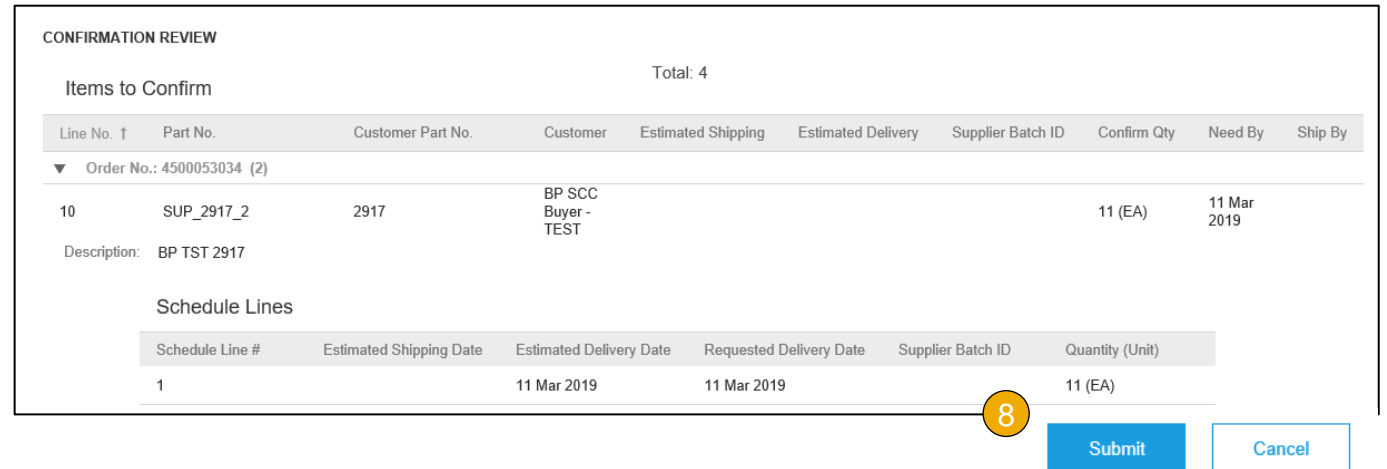 CONFIRMATION REVIEW
Total: 4
Items to Confirm
Line No. ↑ Part No. Customer Part No. Customer Estimated Shipping Estimated Delivery Supplier Batch ID Confirm Qty Need By Ship By
▼ Order No.: 4500053034 (2)
10 SUP_2917_2 2917 BP SCC Buyer - TEST 11 (EA) 11 Mar 2019
Description: BP TST 2917
Schedule Lines
Schedule Line # Estimated Shipping Date Estimated Delivery Date Requested Delivery Date Supplier Batch ID Quantity (Unit)
1 11 Mar 2019 11 Mar 2019 11 (EA)
8
Submit Cancel